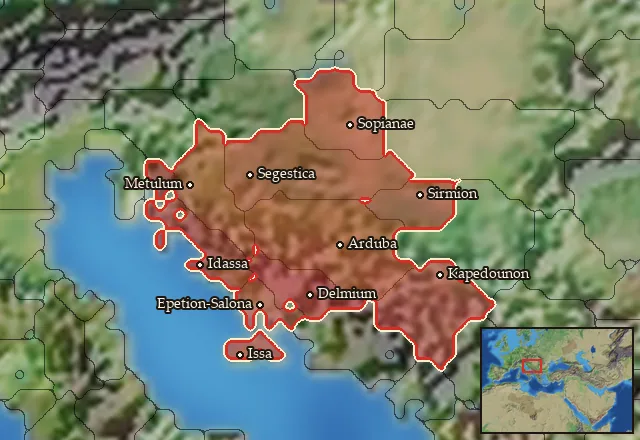 Sopianae
Segestica
Metulum
Sirmion
Arduba
Idassa
Kapedounon
Delmium
Epetion-Salona
Issa